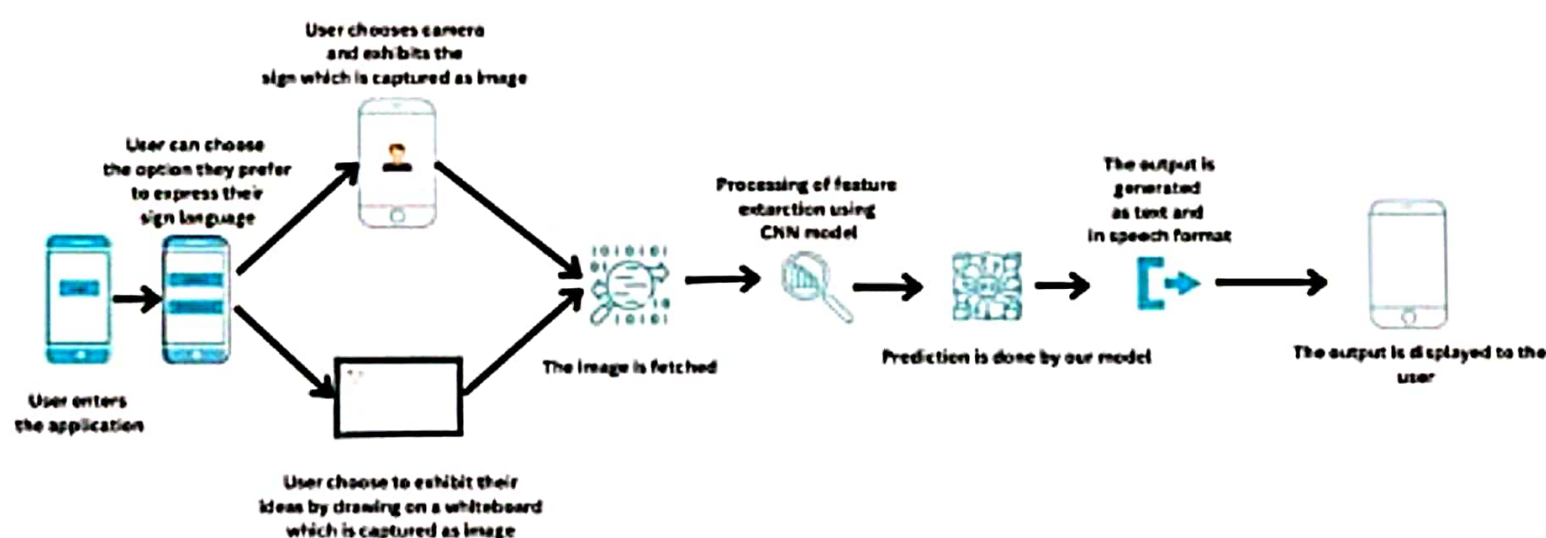 User chooses camera
and exhibits the
sign which is captured as image
User can choose
the option they prefer
to express their
sign language
User enters
the application
User choose to exhibit their
ideas by drawing on a whiteboard
which is captured as image
The image is fetched
Processing of feature
extarction using
CNN model
Prediction is done by our model
The output is
generated
as text and
in speech format
The output is displayed to the
user